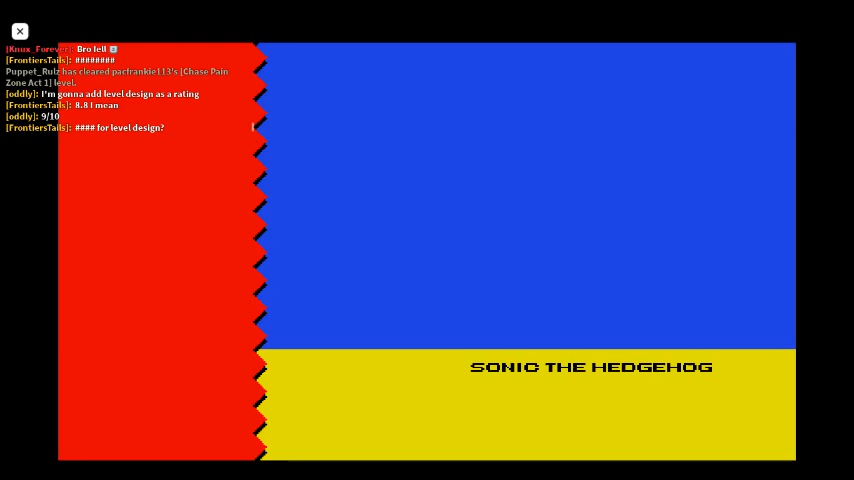 [Knux_Forever]: Bro fell
[FrontiersTails]: ########
Puppet_Rulz has cleared pacfrankie113's [Chase Pain
Zone Act 1] level.
[oddly]: I'm gonna add level design as a rating
[FrontiersTails]: 8.8 I mean
[oddly]: 9/10
[FrontiersTails]: #### for level design?
SONIC THE HEDGEHOG